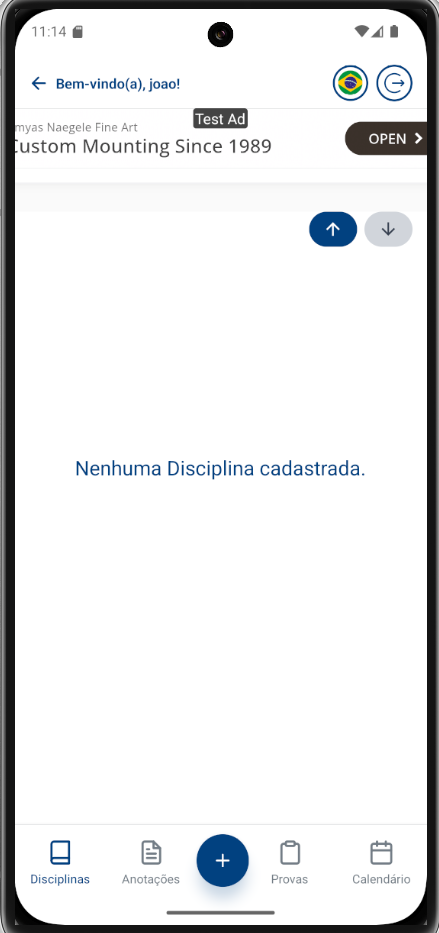 11:14
Bem-vindo(a), joao!
Test Ad
myas Naegele Fine Art
Custom Mounting Since 1989
OPEN
Nenhuma Disciplina cadastrada.
Disciplinas
Anotações
Provas
Calendário